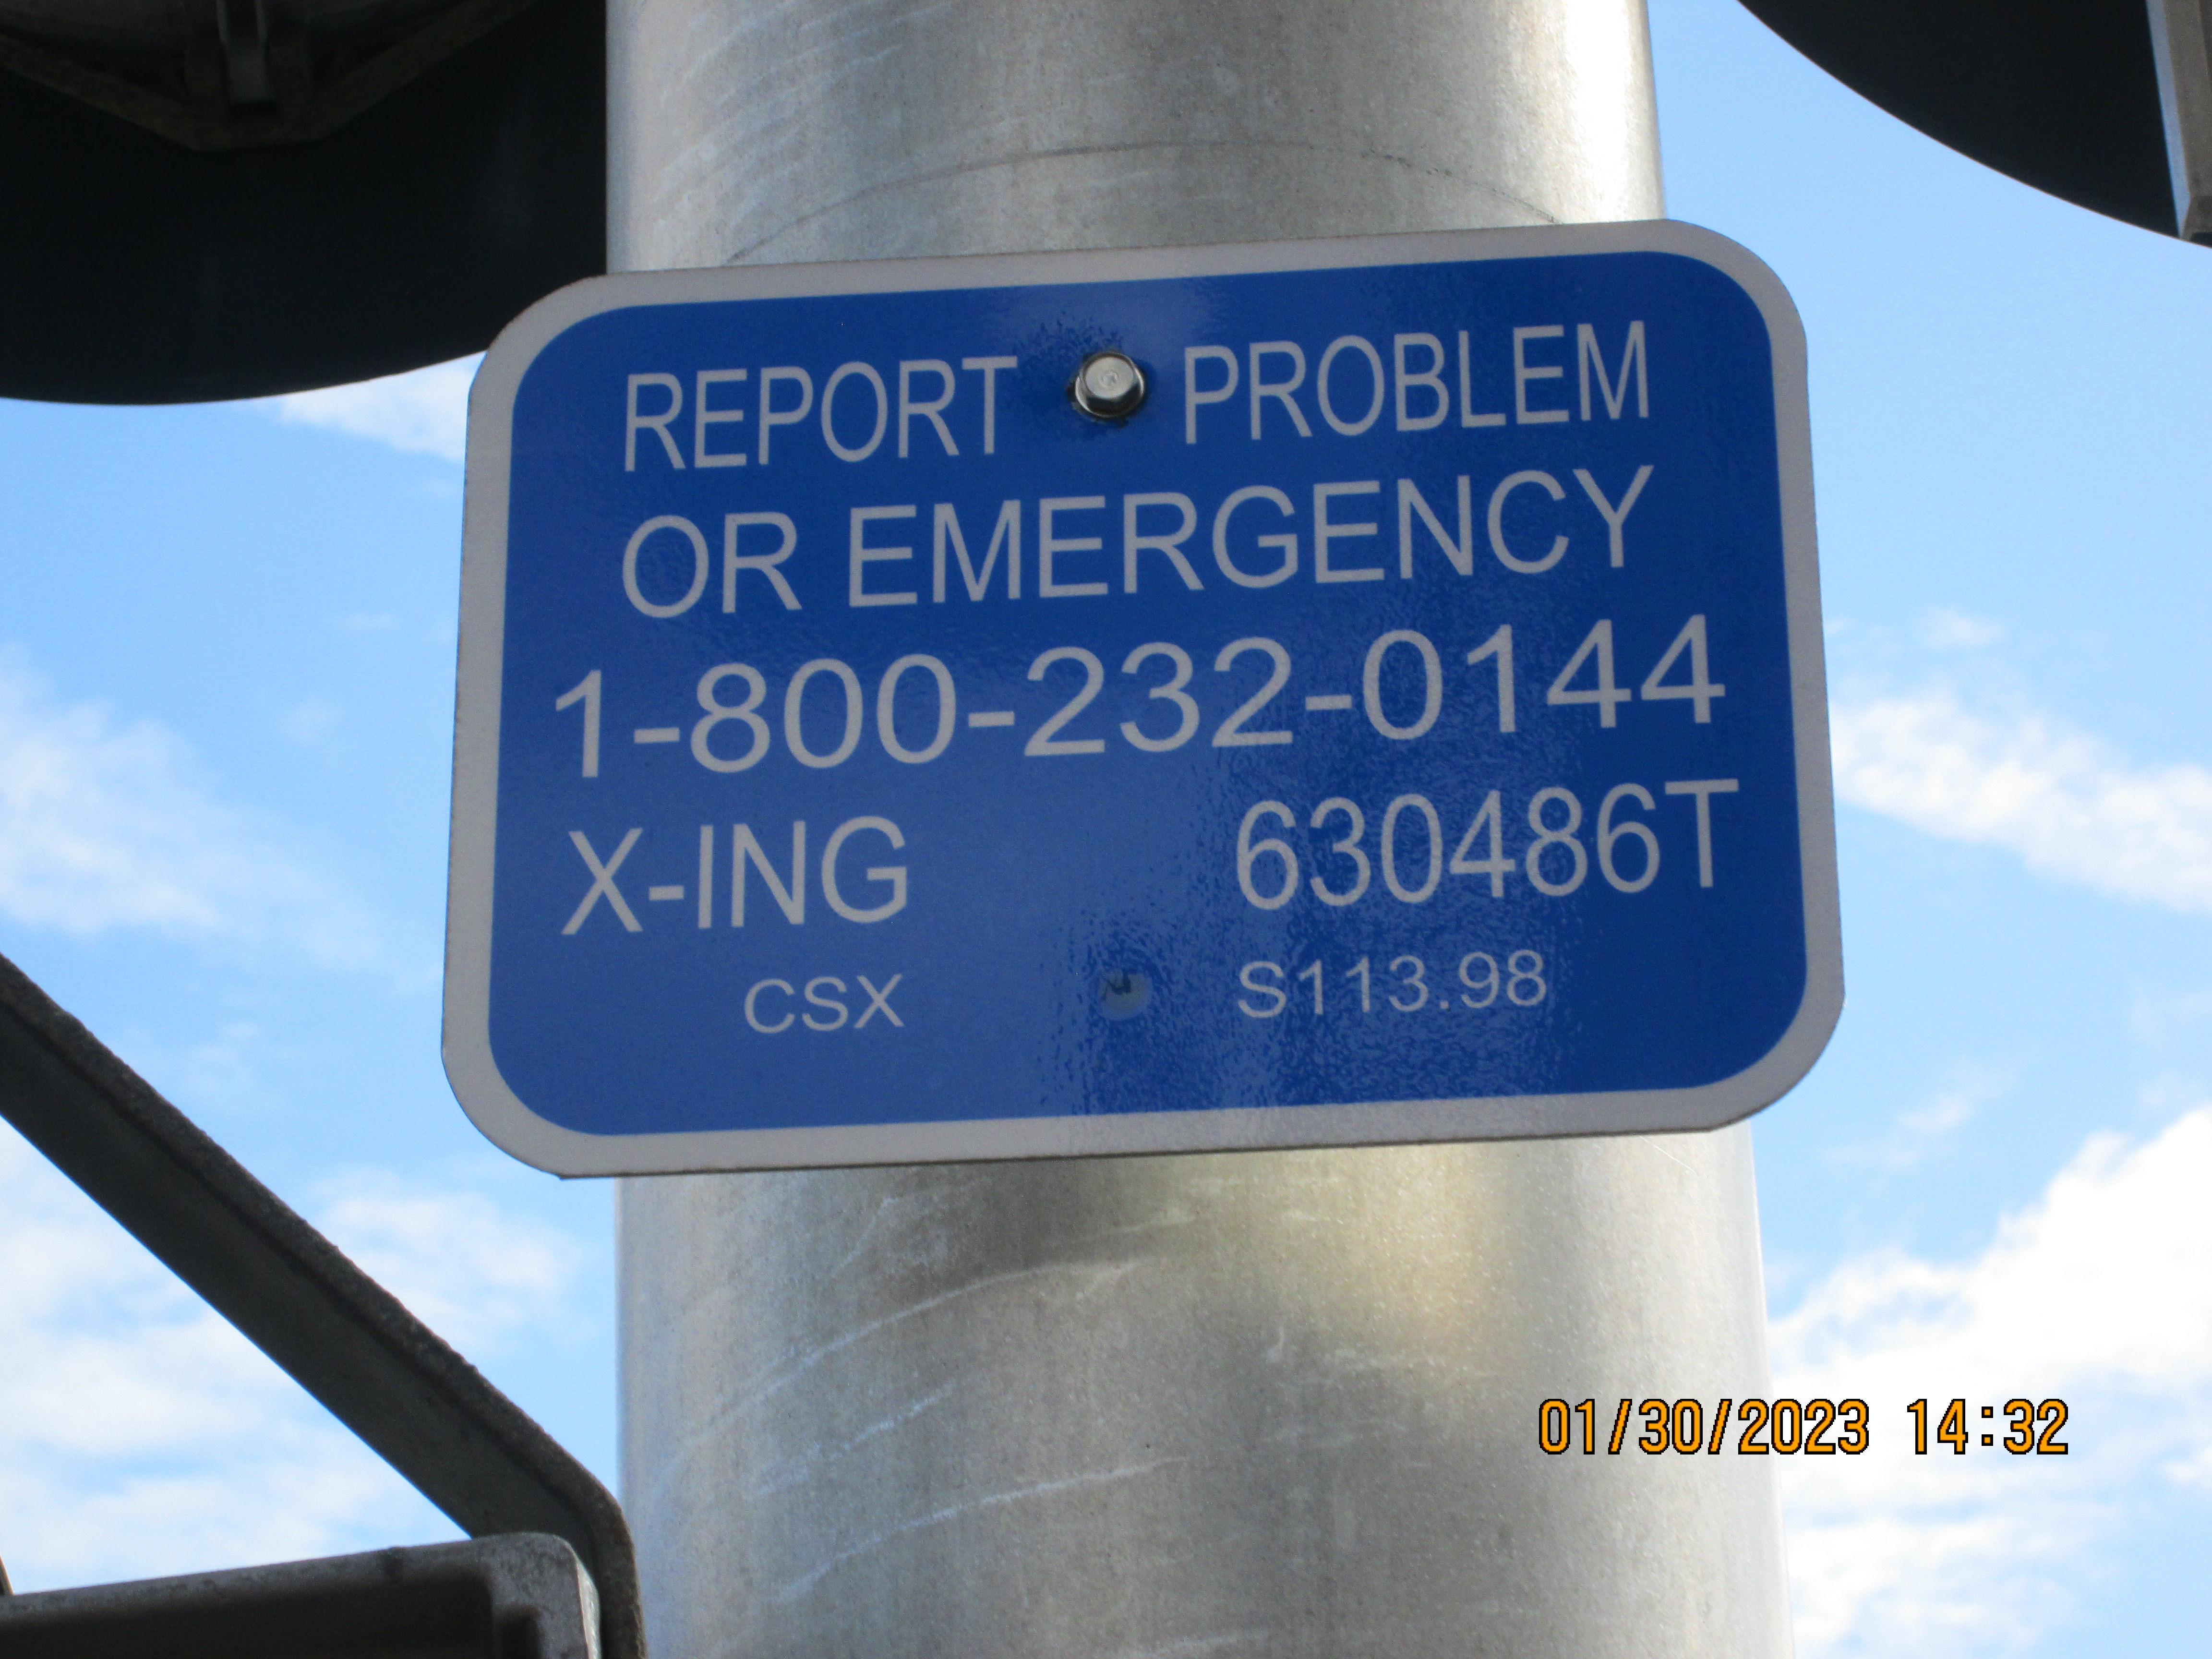 REPORT PROBLEM
OR EMERGENCY
1-800-232-0144
X-ING 630486T
CSX S113.98
01/30/2023 14:32